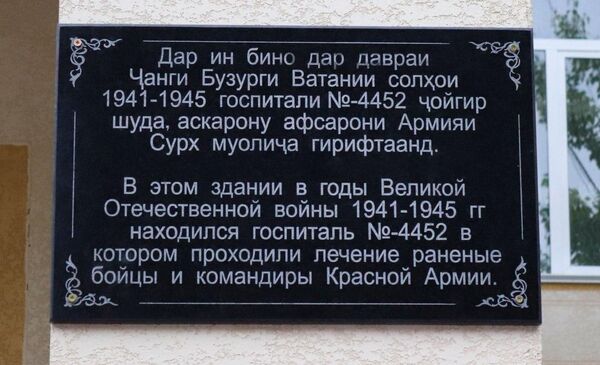 Дар ин бино дар давраи
Ҷанги Бузурги Ватании солҳои
1941-1945 госпитали №-4452 ҷойгир
шуда, аскарону афсарони Армияи
Сурх муолиҷа гирифтаанд.
В этом здании в годы Великой
Отечественной войны 1941-1945 гг
находился госпиталь №-4452 в
котором проходили лечение раненые
бойцы и командиры Красной Армии.